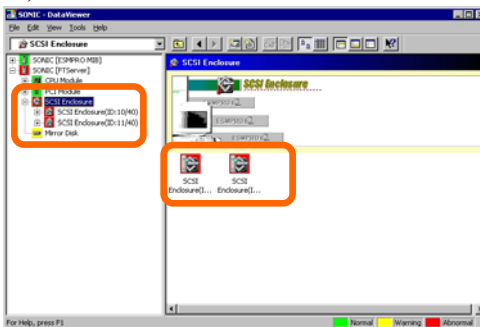 SONIC - DataViewer
File Edit View Tools Help
SCSI Enclosure
SONIC [ESMPRO MIB]
SONIC [FTServer]
CPU Module
PCI Module
SCSI Enclosure
SCSI Enclosure(ID:10/40)
SCSI Enclosure(ID:11/40)
Mirror Disk
SCSI Enclosure
SCSI Enclosure
SCSI
Enclosure(I...
SCSI
Enclosure(I...
For Help, press F1
Normal
Warning
Abnormal